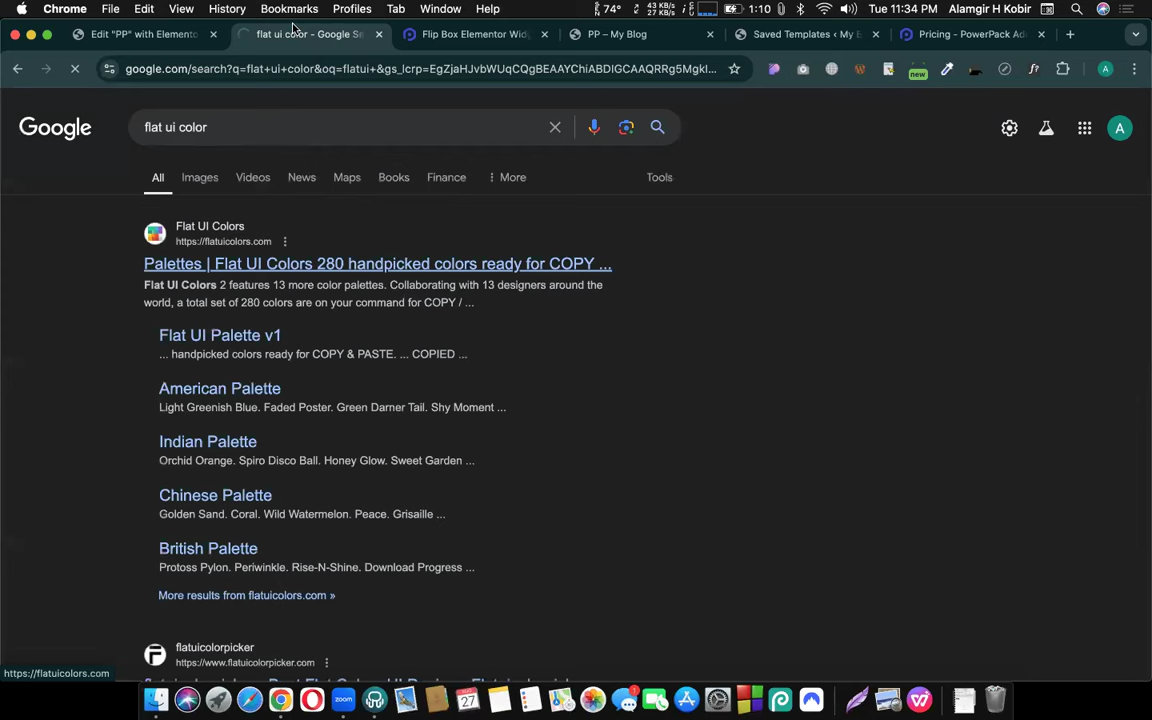 Chrome File Edit View History Bookmarks Profiles Tab Window Help 74° 43 KB 27 KB 1:10 Tue 11:34 PM Alamgir H Kobir
Edit "PP" with Elemento flat ui color - Google Se Flip Box Elementor Wid PP – My Blog Saved Templates ‹ My E Pricing - PowerPack Ad
google.com/search?q=flat+ui+color&oq=flatui+&gs_lcrp=EgZjaHJvbWUqCQgBEAAYChiABDIGCAAQRRg5Mgkl... new A
Google flat ui color A
All Images Videos News Maps Books Finance More Tools
Flat UI Colors
https://flatuicolors.com
Palettes | Flat UI Colors 280 handpicked colors ready for COPY ...
Flat UI Colors 2 features 13 more color palettes. Collaborating with 13 designers around the
world, a total set of 280 colors are on your command for COPY / ...
Flat UI Palette v1
... handpicked colors ready for COPY & PASTE. ... COPIED ...
American Palette
Light Greenish Blue. Faded Poster. Green Darner Tail. Shy Moment ...
Indian Palette
Orchid Orange. Spiro Disco Ball. Honey Glow. Sweet Garden ...
Chinese Palette
Golden Sand. Coral. Wild Watermelon. Peace. Grisaille ...
British Palette
Protoss Pylon. Periwinkle. Rise-N-Shine. Download Progress ...
More results from flatuicolors.com »
flatuicolorpicker
https://www.flatuicolorpicker.com
https://flatuicolors.com
zoom 27 1